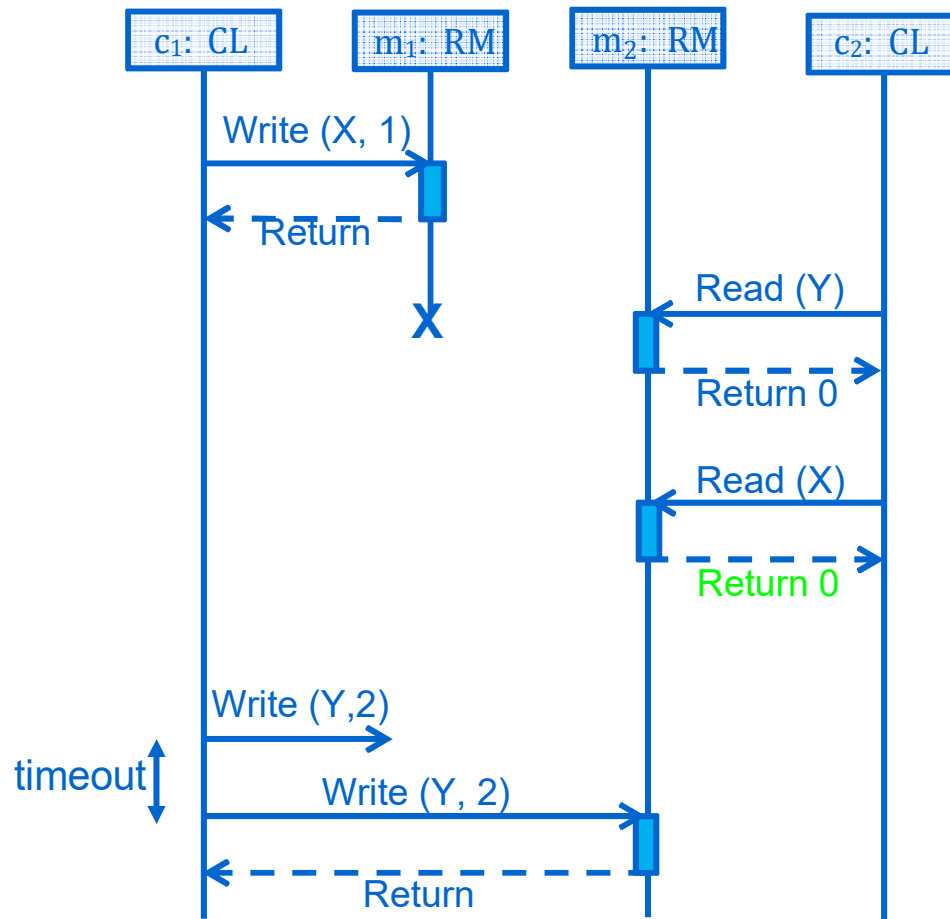 c₁: CL
m₁: RM
m₂: RM
c₂: CL
Write (X, 1)
Return
Read (Y)
X
Return 0
Read (X)
Return 0
Write (Y,2)
timeout
Write (Y, 2)
Return